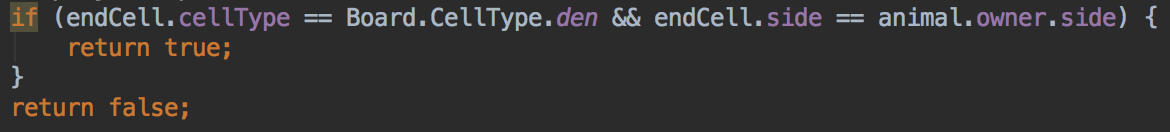 if (endCell.cellType == Board.CellType.den && endCell.side == animal.owner.side) {
    return true;
}
return false;